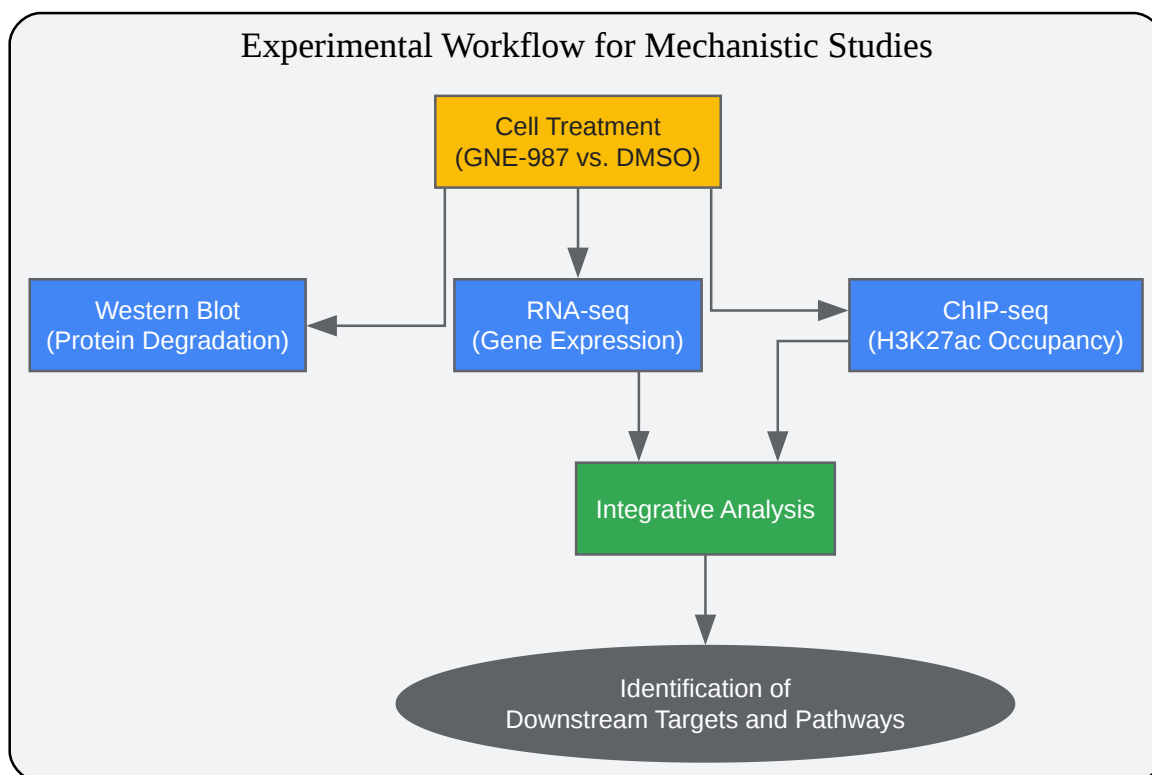 Experimental Workflow for Mechanistic Studies
Cell Treatment
(GNE-987 vs. DMSO)
Western Blot
(Protein Degradation)
RNA-seq
(Gene Expression)
ChIP-seq
(H3K27ac Occupancy)
Integrative Analysis
Identification of
Downstream Targets and Pathways